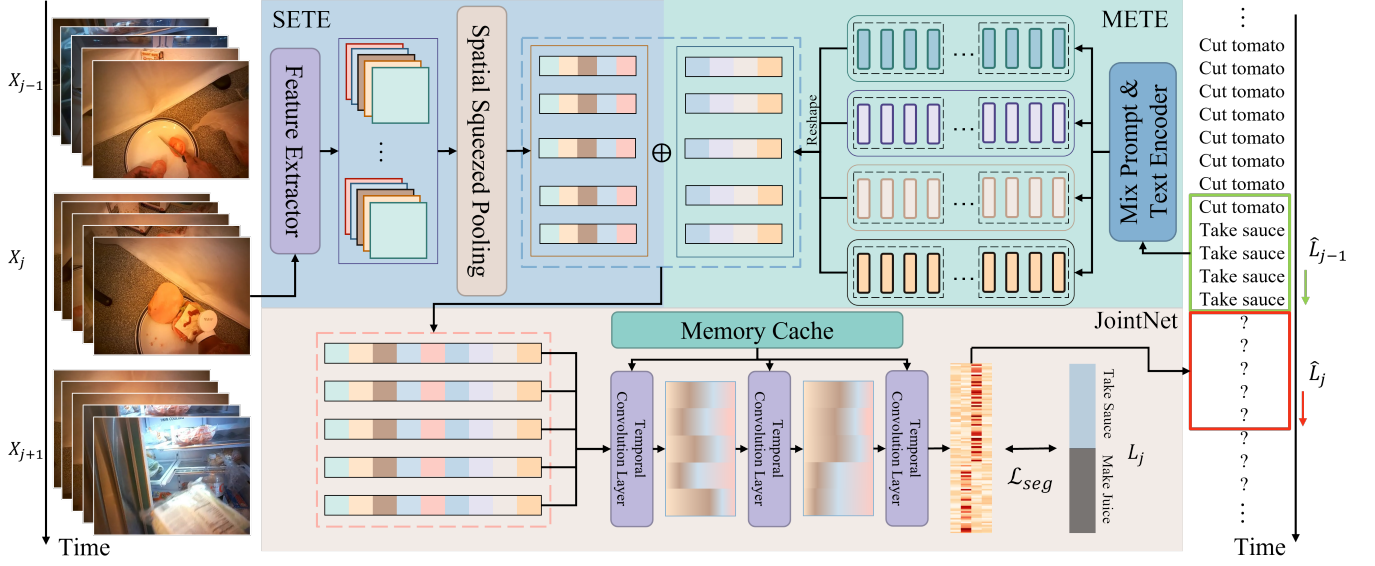 SETE
METE
X_{j-1}
X_j
X_{j+1}
Time
Feature Extractor
⋮
Spatial Squeezed Pooling
⊕
Reshape
...
...
...
...
Mix Prompt &
Text Encoder
⋮
Cut tomato
Cut tomato
Cut tomato
Cut tomato
Cut tomato
Cut tomato
Cut tomato
Cut tomato
Take sauce
Take sauce
Take sauce
Take sauce
?
?
?
?
?
?
?
?
⋮
L̂_{j-1}
L̂_j
Time
JointNet
Memory Cache
Temporal
Convolution Layer
Temporal
Convolution Layer
Temporal
Convolution Layer
ℒ_{seg}
Take Sauce
Make Juice
L_j